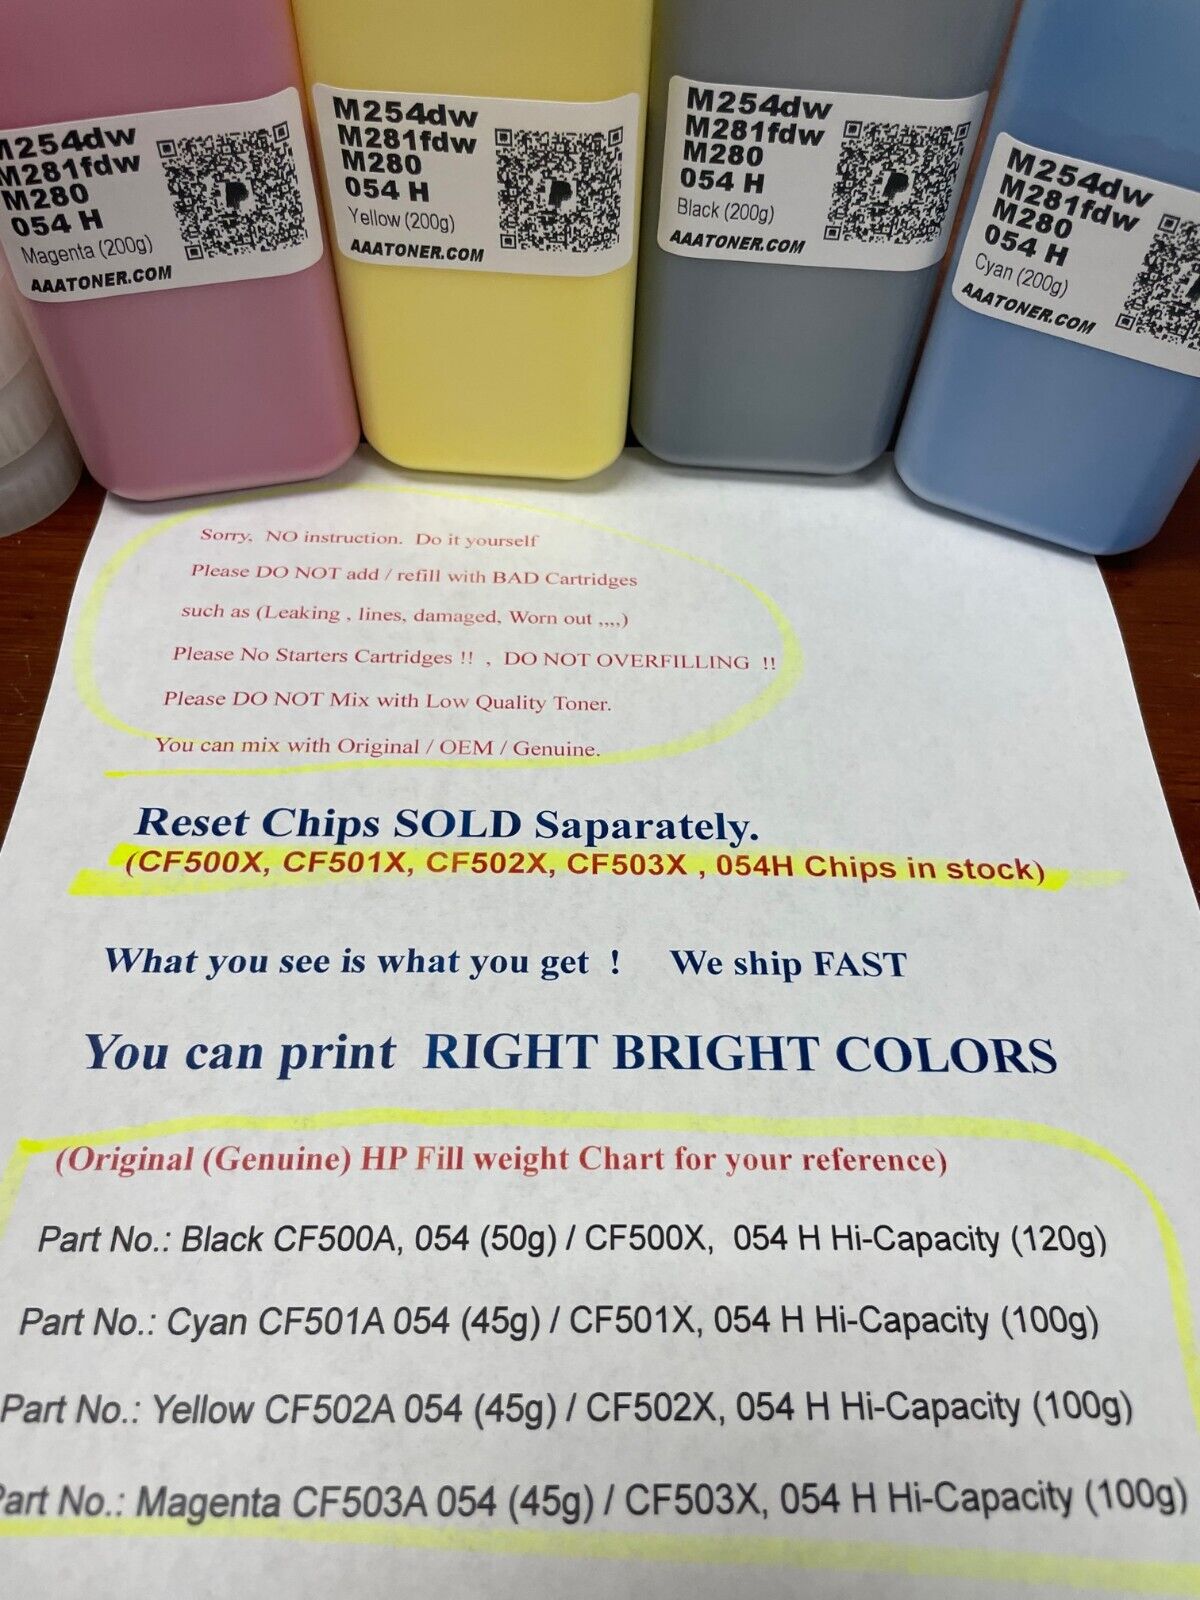 M254dw
M281fdw
M280
054 H
Magenta (200g)
AAATONER.COM
M254dw
M281fdw
M280
054 H
Yellow (200g)
AAATONER.COM
M254dw
M281fdw
M280
054 H
Black (200g)
AAATONER.COM
M254dw
M281fdw
M280
054 H
Cyan (200g)
AAATONER.COM
Sorry, NO instruction. Do it yourself
Please DO NOT add / refill with BAD Cartridges
such as (Leaking , lines, damaged, Worn out ,,,,)
Please No Starters Cartridges !! , DO NOT OVERFILLING !!
Please DO NOT Mix with Low Quality Toner.
You can mix with Original / OEM / Genuine.
Reset Chips SOLD Saparately.
(CF500X, CF501X, CF502X, CF503X , 054H Chips in stock)
What you see is what you get ! We ship FAST
You can print RIGHT BRIGHT COLORS
(Original (Genuine) HP Fill weight Chart for your reference)
Part No.: Black CF500A, 054 (50g) / CF500X, 054 H Hi-Capacity (120g)
Part No.: Cyan CF501A 054 (45g) / CF501X, 054 H Hi-Capacity (100g)
Part No.: Yellow CF502A 054 (45g) / CF502X, 054 H Hi-Capacity (100g)
Part No.: Magenta CF503A 054 (45g) / CF503X, 054 H Hi-Capacity (100g)